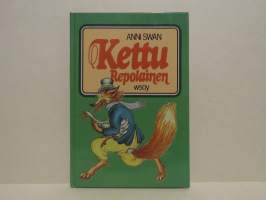 ANNI SWAN
Kettu
Repolainen
WSOY